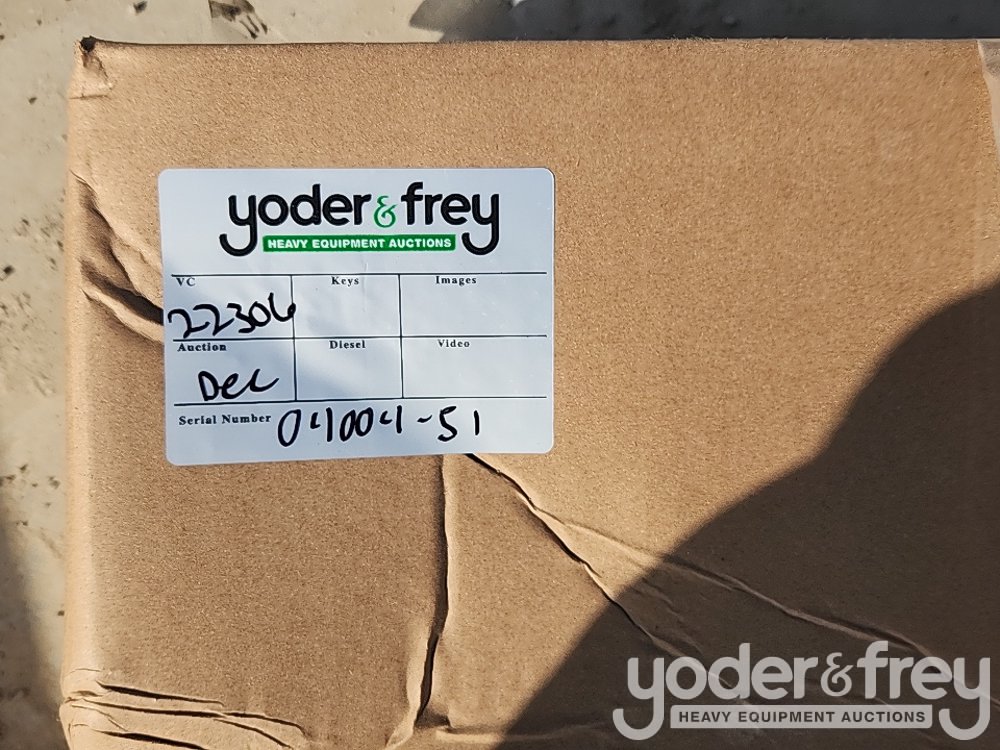 yoder & frey
HEAVY EQUIPMENT AUCTIONS
VC Keys Images
22306
Auction Diesel Video
Dec
Serial Number 04004-51
yoder & frey
HEAVY EQUIPMENT AUCTIONS